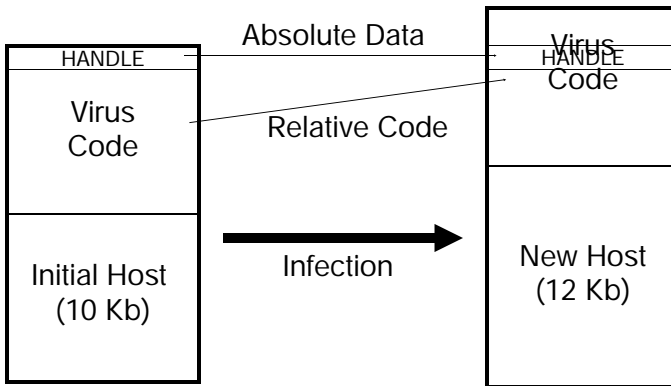 Absolute Data
HANDLE
Virus
Code
Relative Code
Initial Host
(10 Kb)
Infection
Virus
HANDLE
Code
New Host
(12 Kb)